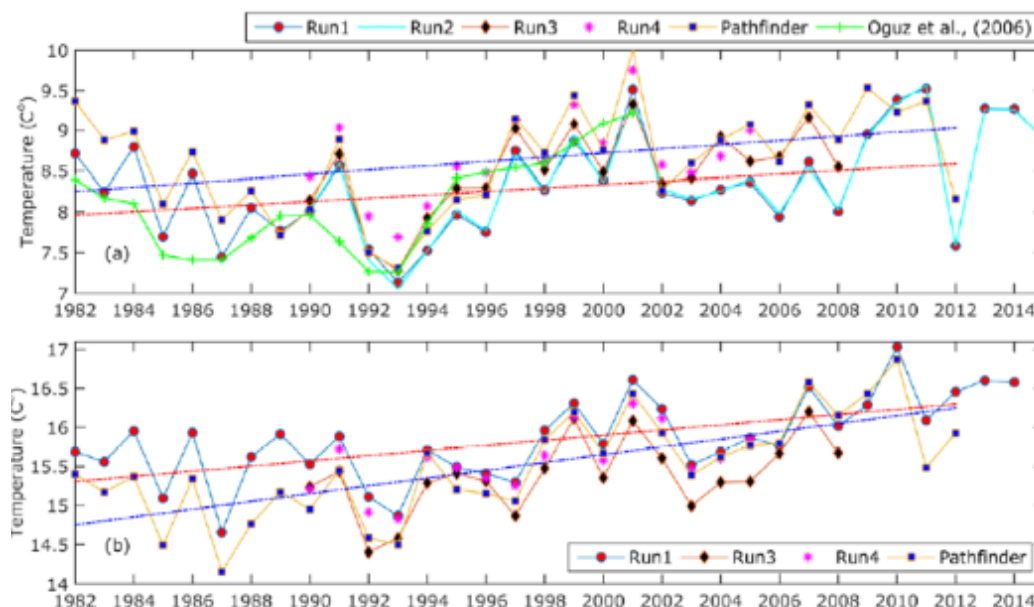 Run1 Run2 Run3 Run4 Pathfinder Oguz et al., (2006)
10
9.5
9
8.5
8
7.5
7
Temperature (C°)
(a)
1982 1984 1986 1988 1990 1992 1994 1996 1998 2000 2002 2004 2006 2008 2010 2012 2014
17
16.5
16
15.5
15
14.5
14
Temperature (C°)
(b)
Run1 Run3 Run4 Pathfinder
1982 1984 1986 1988 1990 1992 1994 1996 1998 2000 2002 2004 2006 2008 2010 2012 2014